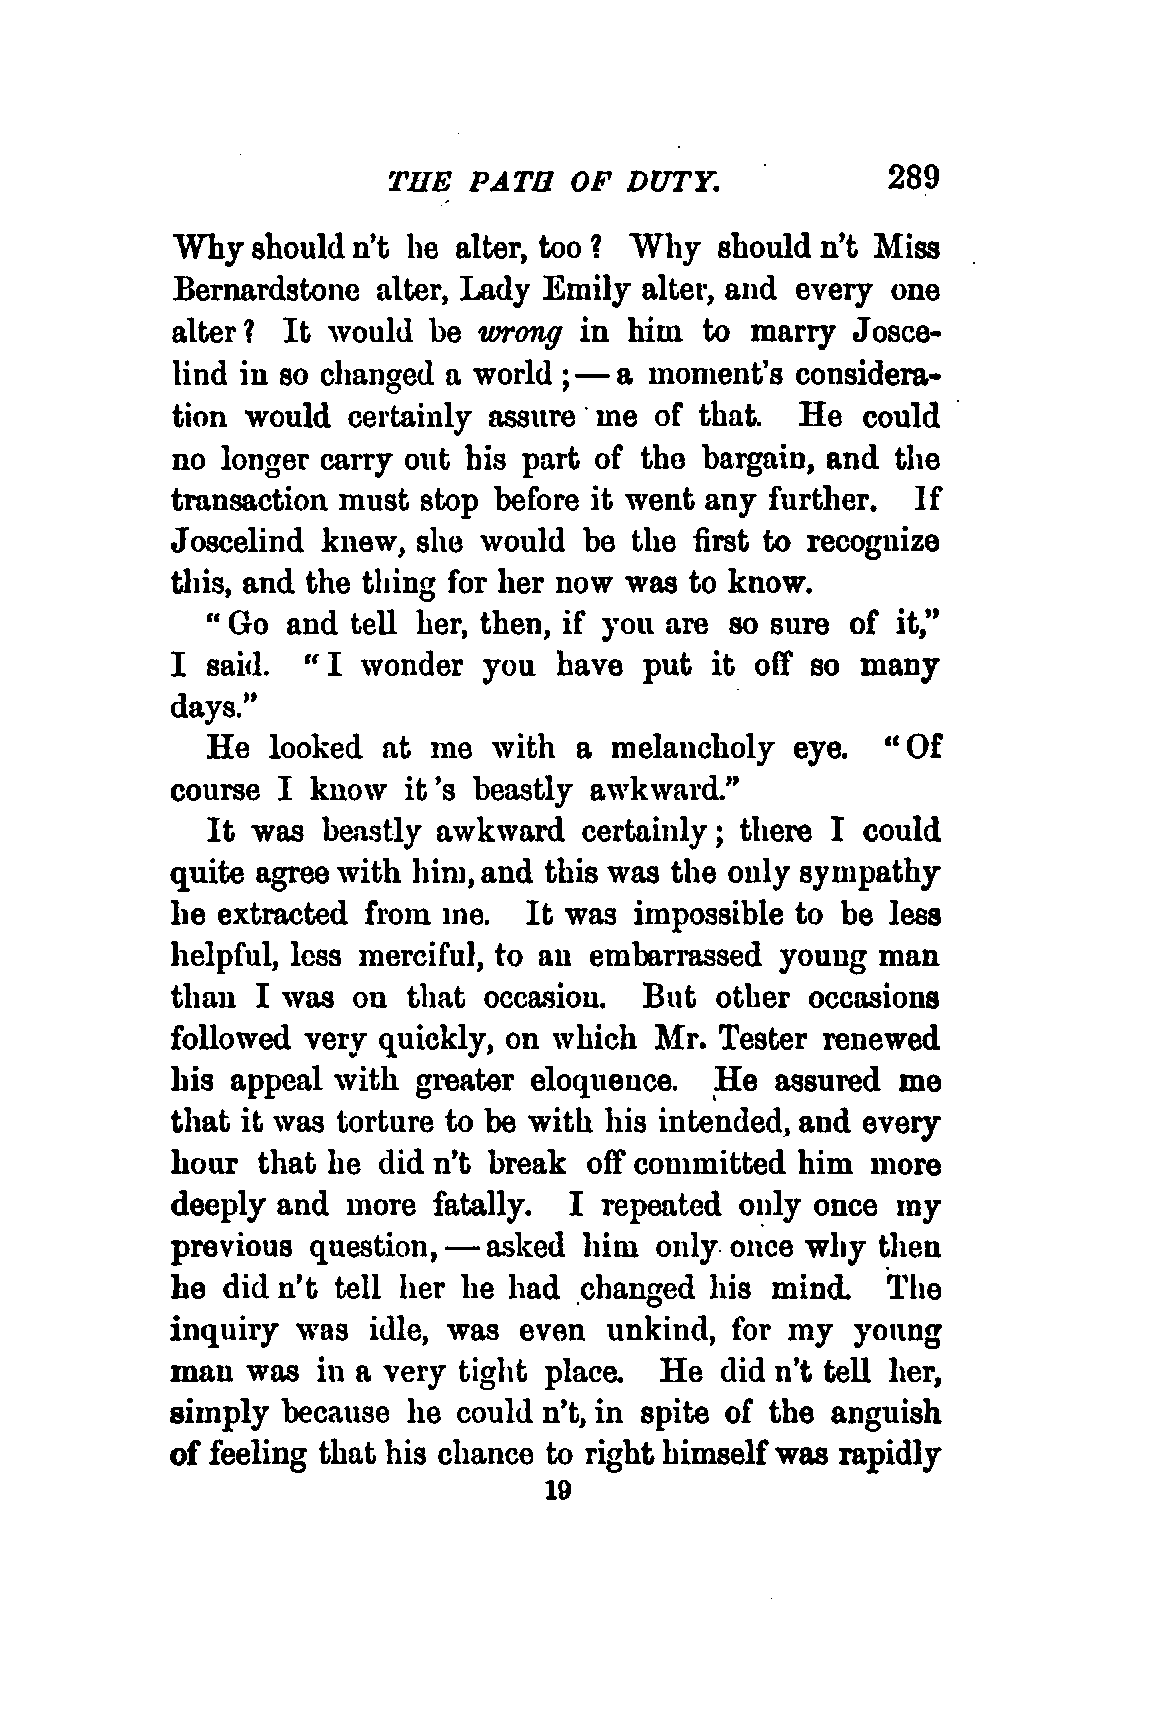 THE PATH OF DUTY. 289
Why should n't he alter, too ? Why should n't Miss
Bernardstone alter, Lady Emily alter, and every one
alter ? It would be wrong in him to marry Josce-
lind in so changed a world ; — a moment's considera-
tion would certainly assure me of that. He could
no longer carry out his part of the bargain, and the
transaction must stop before it went any further. If
Joscelind knew, she would be the first to recognize
this, and the thing for her now was to know.
" Go and tell her, then, if you are so sure of it,"
I said. " I wonder you have put it off so many
days."
He looked at me with a melancholy eye. " Of
course I know it 's beastly awkward."
It was beastly awkward certainly ; there I could
quite agree with him, and this was the only sympathy
he extracted from me. It was impossible to be less
helpful, less merciful, to an embarrassed young man
than I was on that occasion. But other occasions
followed very quickly, on which Mr. Tester renewed
his appeal with greater eloquence. He assured me
that it was torture to be with his intended, and every
hour that he did n't break off committed him more
deeply and more fatally. I repeated only once my
previous question, — asked him only once why then
he did n't tell her he had changed his mind. The
inquiry was idle, was even unkind, for my young
man was in a very tight place. He did n't tell her,
simply because he could n't, in spite of the anguish
of feeling that his chance to right himself was rapidly
19